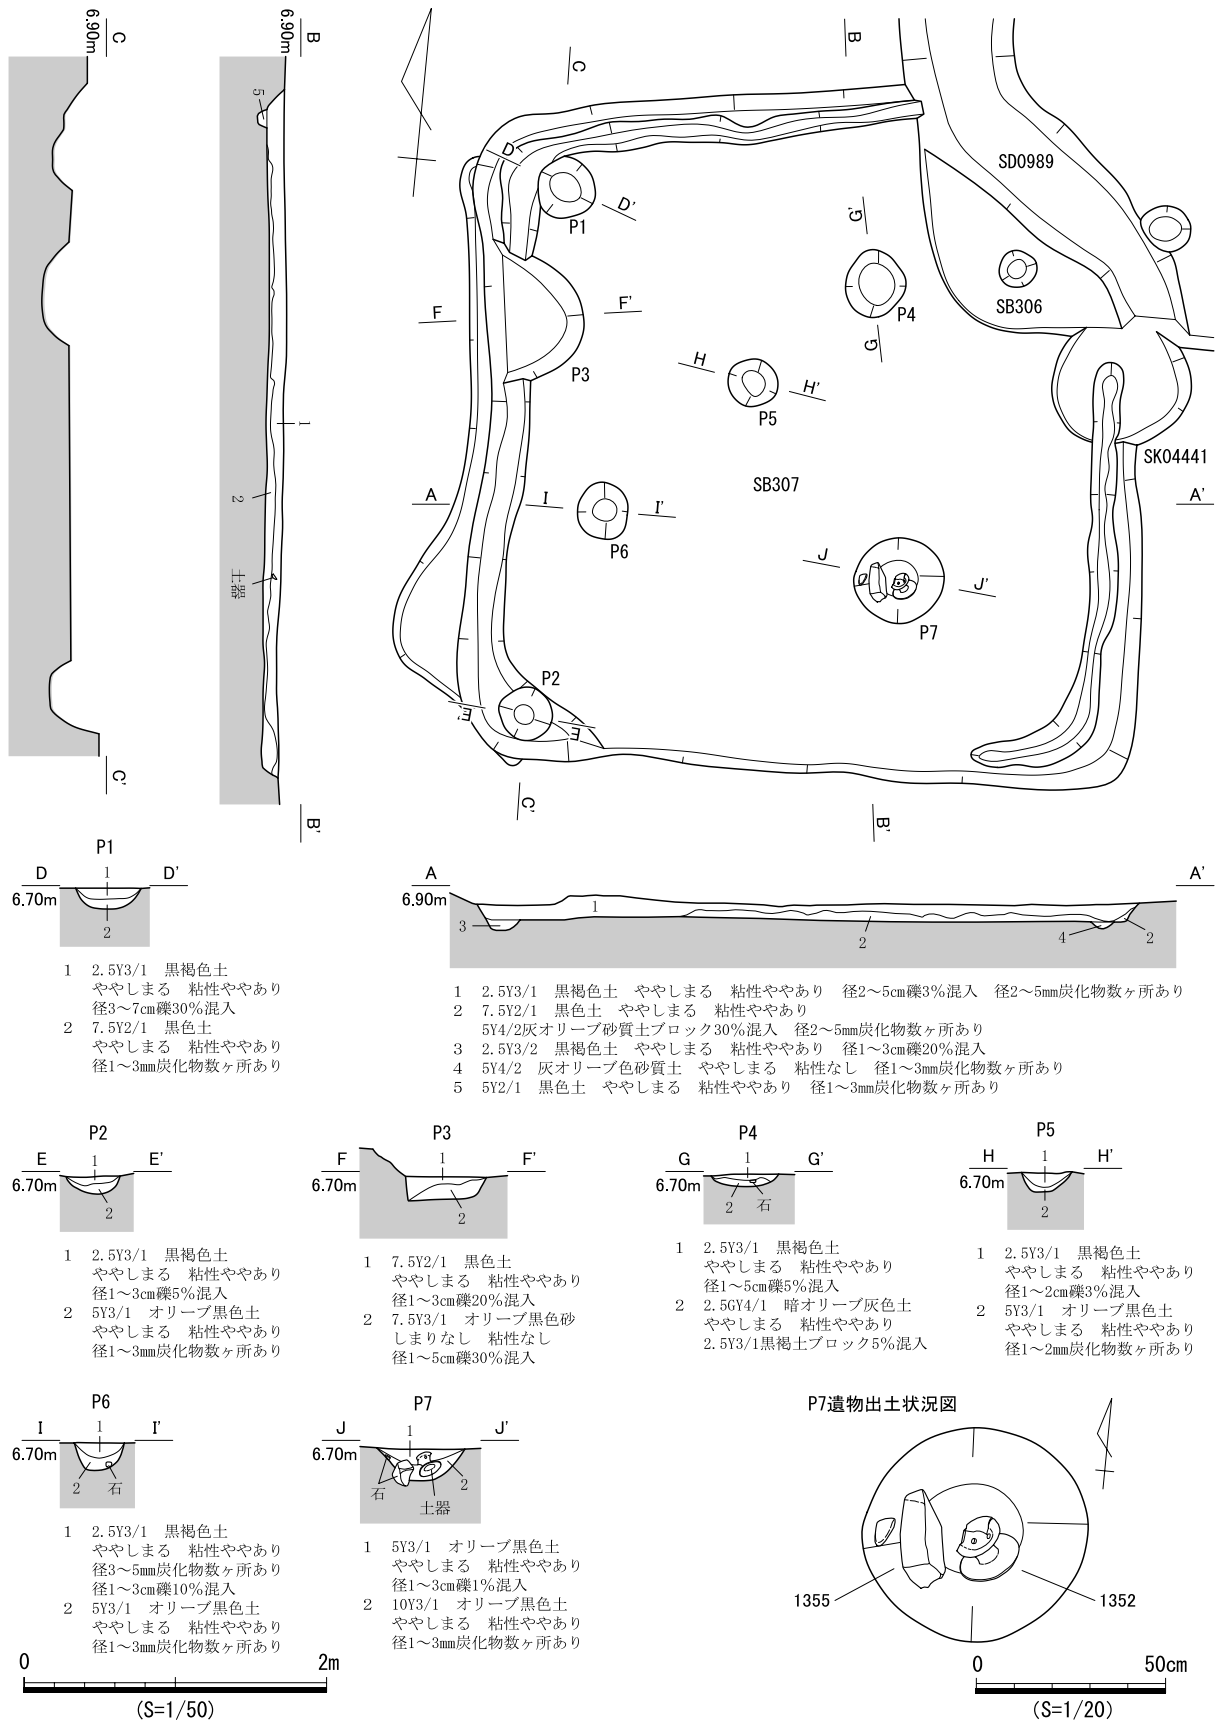 6.90m
C
C'
6.90m
B
5
1
2
土器
B'
C
B
D
D'
P1
SD0989
G'
SB306
P4
G
F
F'
P3
H
H'
P5
SK04441
SB307
A
I
I'
A'
P6
J
J'
P7
P2
E'
E
C'
B'
P1
D
1
D'
6.70m
2
1 2.5Y3/1 黒褐色土
ややしまる 粘性ややあり
径3～7cm礫30%混入
2 7.5Y2/1 黒色土
ややしまる 粘性ややあり
径1～3mm炭化物数ヶ所あり
A
A'
6.90m
1
3
2
4
2
1 2.5Y3/1 黒褐色土 ややしまる 粘性ややあり 径2～5cm礫3%混入 径2～5mm炭化物数ヶ所あり
2 7.5Y2/1 黒色土 ややしまる 粘性ややあり
5Y4/2灰オリーブ砂質土ブロック30%混入 径2～5mm炭化物数ヶ所あり
3 2.5Y3/2 黒褐色土 ややしまる 粘性ややあり 径1～3cm礫20%混入
4 5Y4/2 灰オリーブ色砂質土 ややしまる 粘性なし 径1～3mm炭化物数ヶ所あり
5 5Y2/1 黒色土 ややしまる 粘性ややあり 径1～3mm炭化物数ヶ所あり
P2
E
1
E'
6.70m
2
1 2.5Y3/1 黒褐色土
ややしまる 粘性ややあり
径1～3cm礫5%混入
2 5Y3/1 オリーブ黒色土
ややしまる 粘性ややあり
径1～3mm炭化物数ヶ所あり
P3
F
1
F'
6.70m
2
1 7.5Y2/1 黒色土
ややしまる 粘性ややあり
径1～3cm礫20%混入
2 7.5Y3/1 オリーブ黒色砂
しまりなし 粘性なし
径1～5cm礫30%混入
P4
G
1
G'
6.70m
2
石
1 2.5Y3/1 黒褐色土
ややしまる 粘性ややあり
径1～5cm礫5%混入
2 2.5GY4/1 暗オリーブ灰色土
ややしまる 粘性ややあり
2.5Y3/1黒褐土ブロック5%混入
P5
H
1
H'
6.70m
2
1 2.5Y3/1 黒褐色土
ややしまる 粘性ややあり
径1～2cm礫3%混入
2 5Y3/1 オリーブ黒色土
ややしまる 粘性ややあり
径1～2mm炭化物数ヶ所あり
P6
I
1
I'
6.70m
2
石
1 2.5Y3/1 黒褐色土
ややしまる 粘性ややあり
径3～5mm炭化物数ヶ所あり
径1～3cm礫10%混入
2 5Y3/1 オリーブ黒色土
ややしまる 粘性ややあり
径1～3mm炭化物数ヶ所あり
P7
J
1
J'
6.70m
石
2
土器
1 5Y3/1 オリーブ黒色土
ややしまる 粘性ややあり
径1～3cm礫1%混入
2 10Y3/1 オリーブ黒色土
ややしまる 粘性ややあり
径1～3mm炭化物数ヶ所あり
P7遺物出土状況図
1355
1352
0
2m
(S=1/50)
0
50cm
(S=1/20)